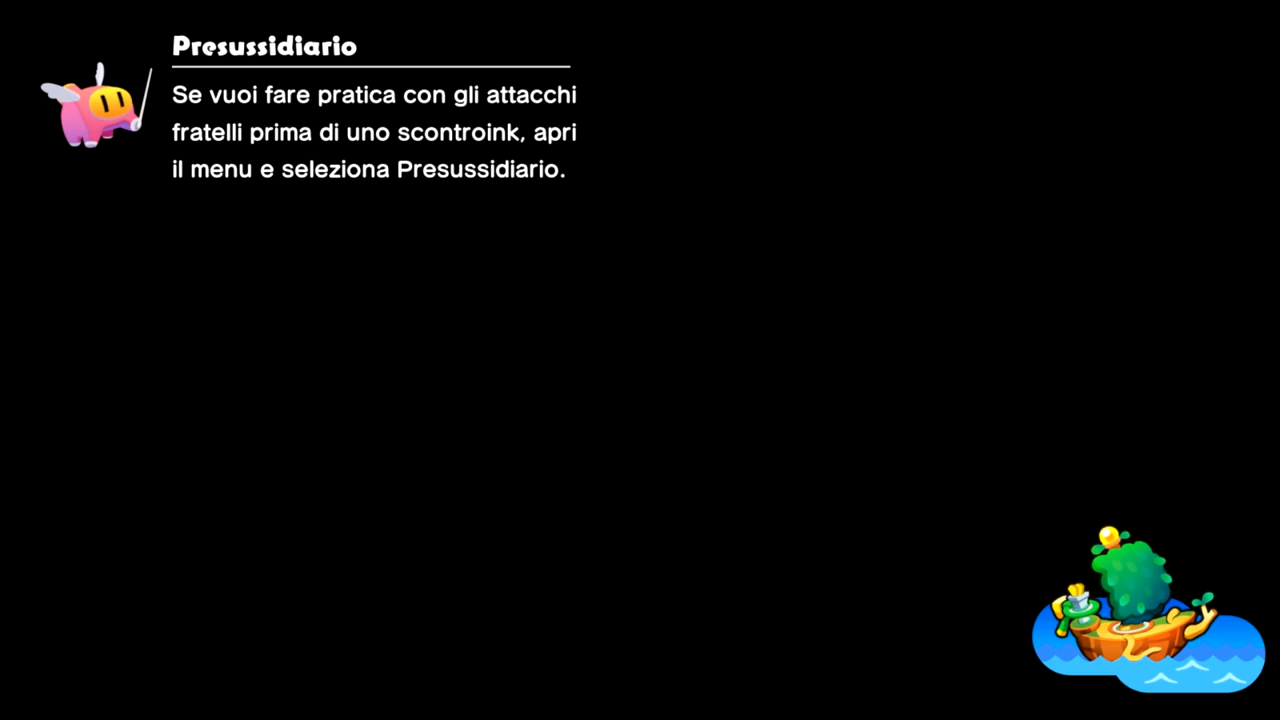 Presussidiario
Se vuoi fare pratica con gli attacchi
fratelli prima di uno scontroink, apri
il menu e seleziona Presussidiario.